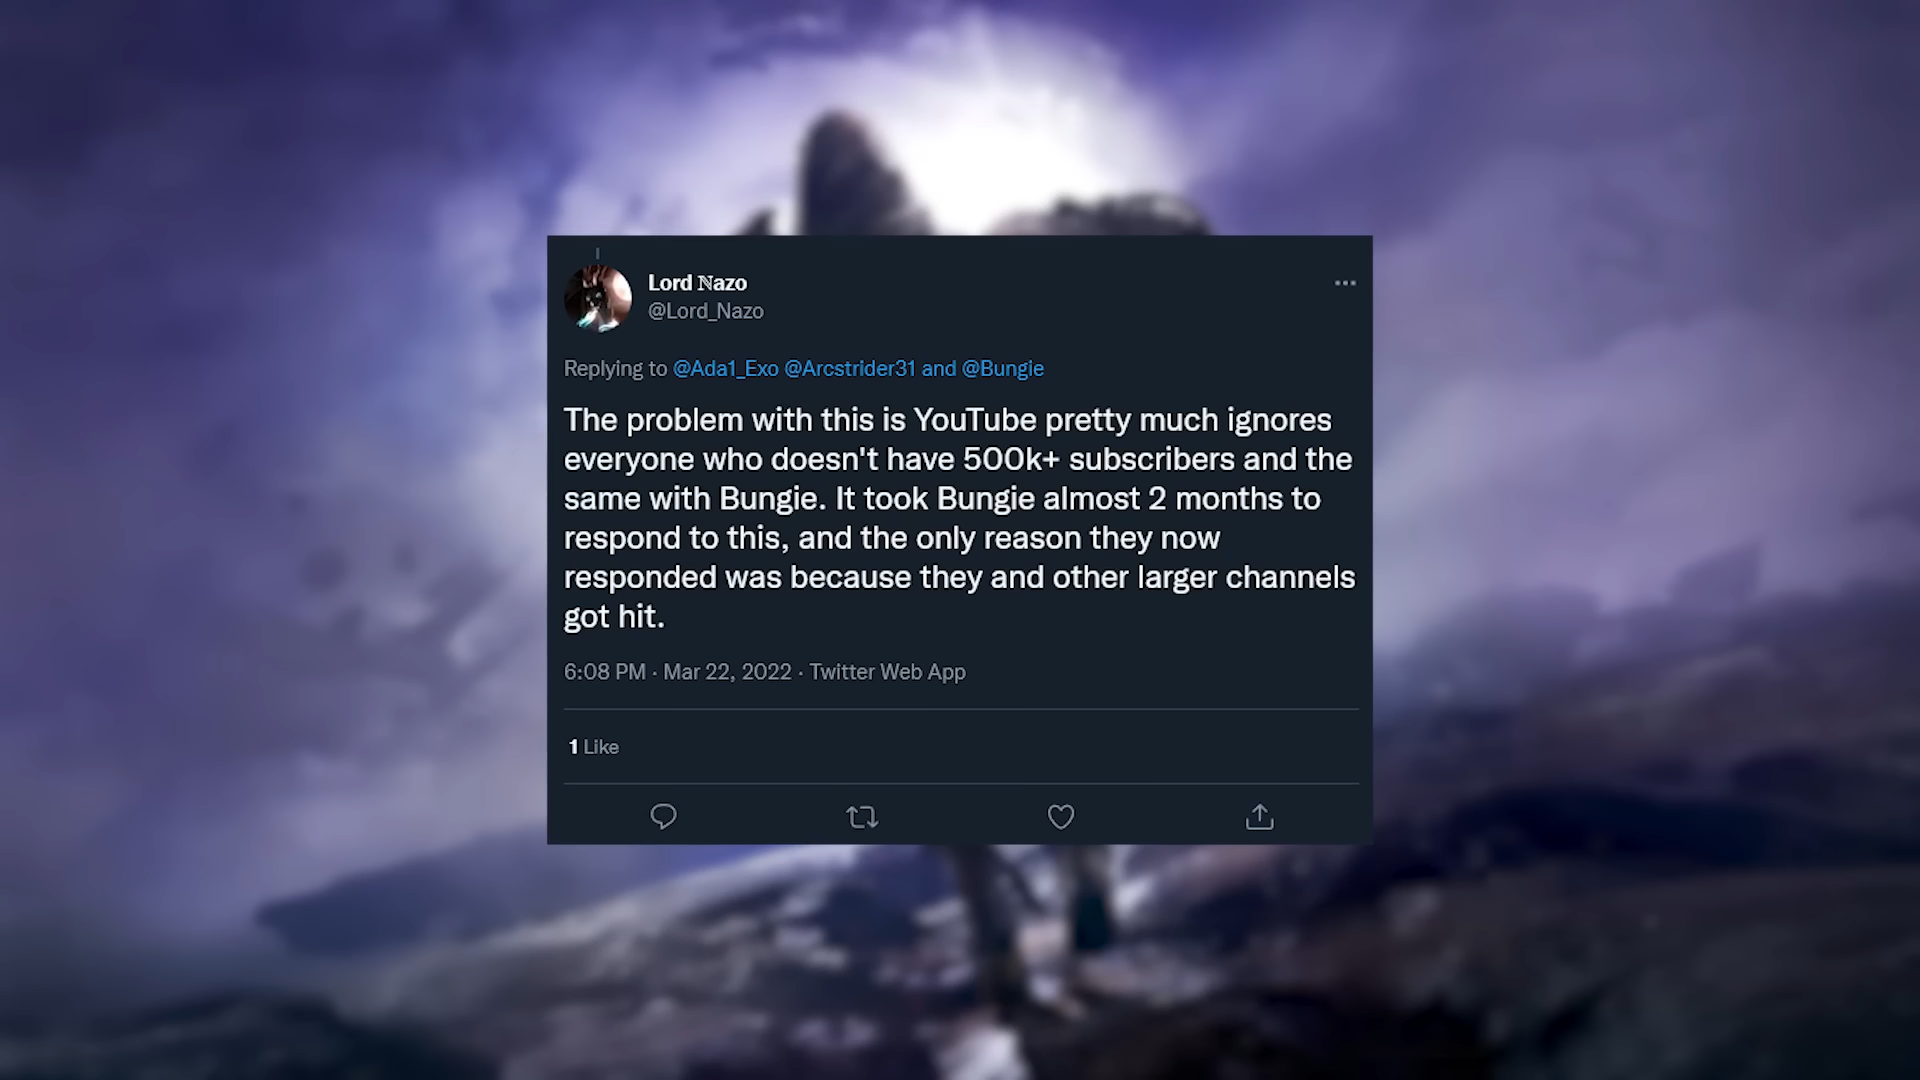 Lord ℕazo
@Lord_Nazo
Replying to @Ada1_Exo @Arcstrider31 and @Bungie
The problem with this is YouTube pretty much ignores
everyone who doesn't have 500k+ subscribers and the
same with Bungie. It took Bungie almost 2 months to
respond to this, and the only reason they now
responded was because they and other larger channels
got hit.
6:08 PM · Mar 22, 2022 · Twitter Web App
1 Like